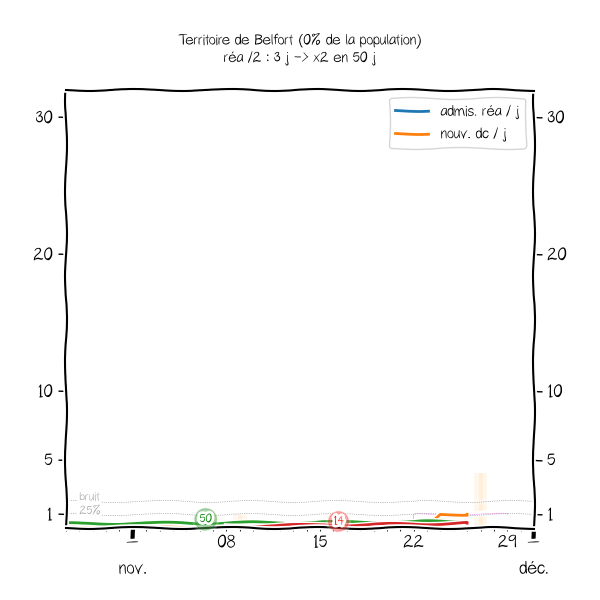 Territoire de Belfort (0% de la population)
réa /2 : 3 j -> x2 en 50 j
admis. réa / j
nouv. dc / j
30 30
20 20
10 10
5 5
bruit
25%
1 1
50 14
08 15 22 29
nov. déc.